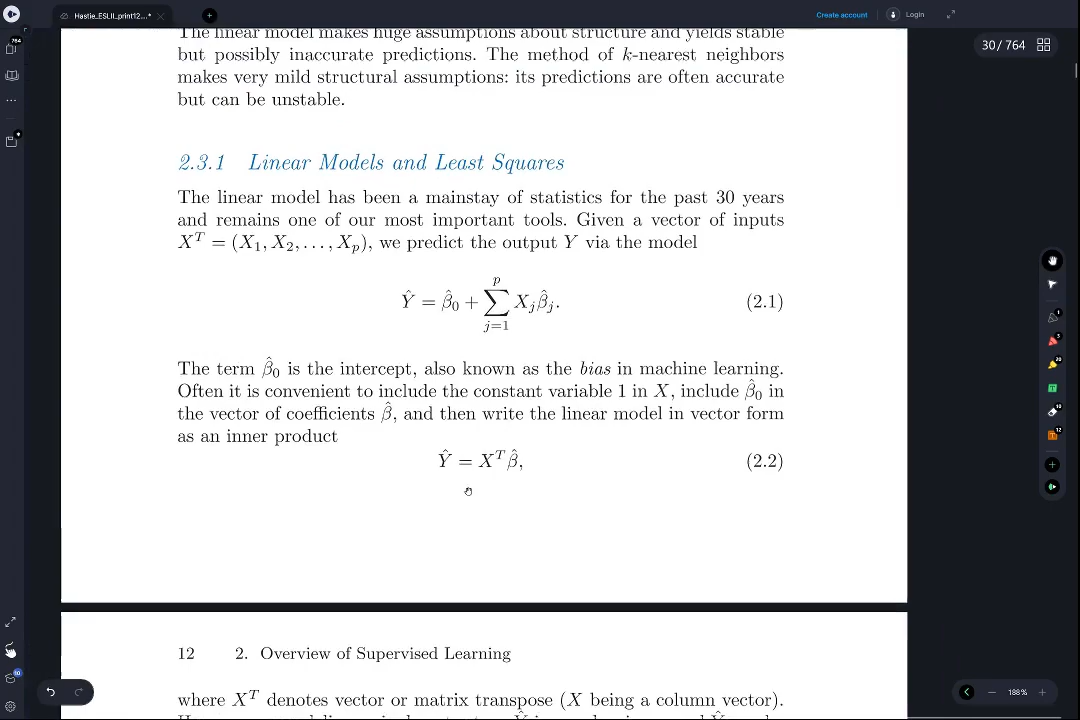 Hastie_ESLII_print12...*
Create account
Login
764
30/764
The linear model makes huge assumptions about structure and yields stable
but possibly inaccurate predictions. The method of k-nearest neighbors
makes very mild structural assumptions: its predictions are often accurate
but can be unstable.
2.3.1 Linear Models and Least Squares
The linear model has been a mainstay of statistics for the past 30 years
and remains one of our most important tools. Given a vector of inputs
X^T = (X_1, X_2, . . . , X_p), we predict the output Y via the model
Ŷ = β̂_0 + ∑_{j=1}^{p} X_j β̂_j. (2.1)
The term β̂_0 is the intercept, also known as the bias in machine learning.
Often it is convenient to include the constant variable 1 in X, include β̂_0 in
the vector of coefficients β̂, and then write the linear model in vector form
as an inner product
Ŷ = X^T β̂, (2.2)
12 2. Overview of Supervised Learning
where X^T denotes vector or matrix transpose (X being a column vector).
188%